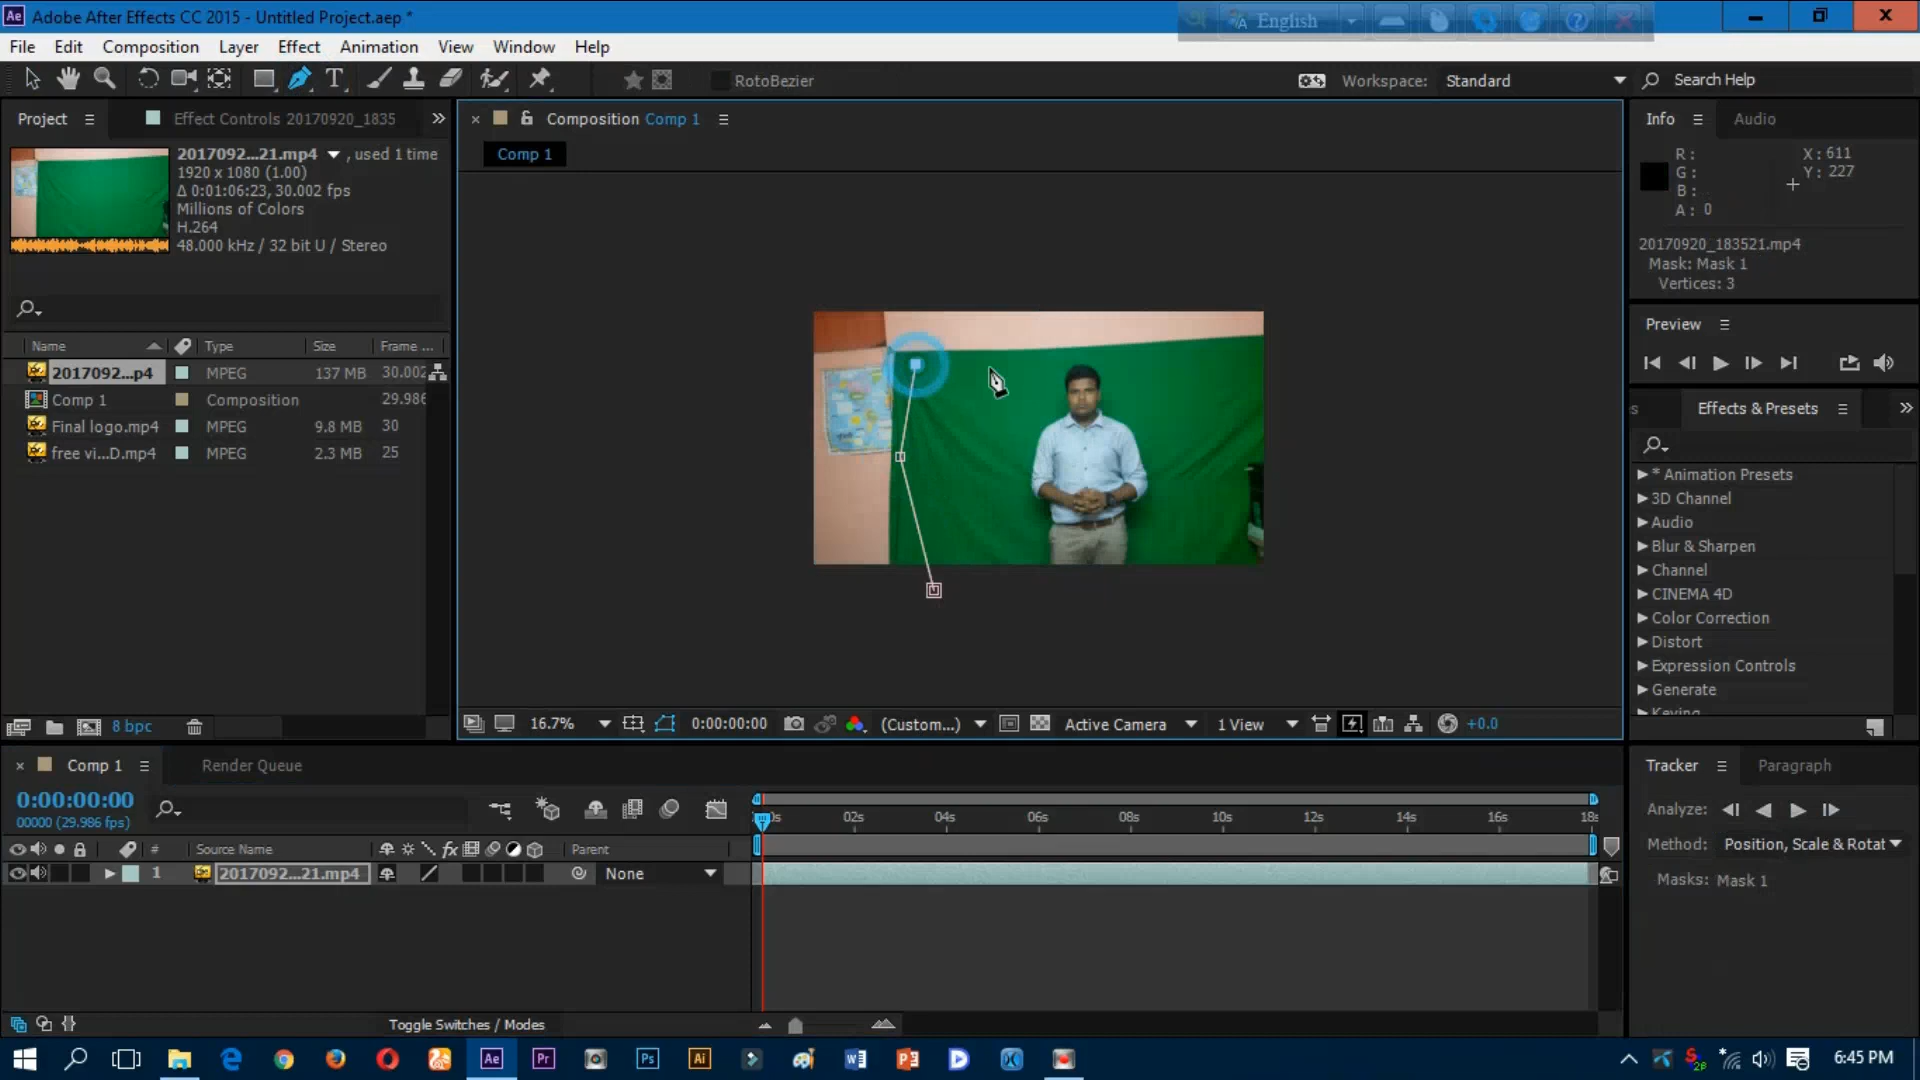 Adobe After Effects CC 2015 - Untitled Project.aep *
English
File Edit Composition Layer Effect Animation View Window Help
RotoBezier
Workspace: Standard
Search Help
Project
Effect Controls 20170920_1835
2017092...21.mp4 , used 1 time
1920 x 1080 (1.00)
Δ 0:01:06:23, 30.002 fps
Millions of Colors
H.264
48.000 kHz / 32 bit U / Stereo
Name Type Size Frame ...
2017092...p4 MPEG 137 MB 30.002
Comp 1 Composition 29.986
Final logo.mp4 MPEG 9.8 MB 30
free vi...D.mp4 MPEG 2.3 MB 25
8 bpc
Composition Comp 1
Comp 1
16.7% 0:00:00:00 (Custom...) Active Camera 1 View +0.0
Info Audio
R: X: 611
G: Y: 227
B:
A: 0
20170920_183521.mp4
Mask: Mask 1
Vertices: 3
Preview
Effects & Presets
* Animation Presets
3D Channel
Audio
Blur & Sharpen
Channel
CINEMA 4D
Color Correction
Distort
Expression Controls
Generate
Keying
Comp 1 Render Queue
0:00:00:00
00000 (29.986 fps)
02s 04s 06s 08s 10s 12s 14s 16s 18s
# Source Name fx Parent
1 2017092...21.mp4 None
Toggle Switches / Modes
Tracker Paragraph
Analyze:
Method: Position, Scale & Rotat
Masks: Mask 1
6:45 PM